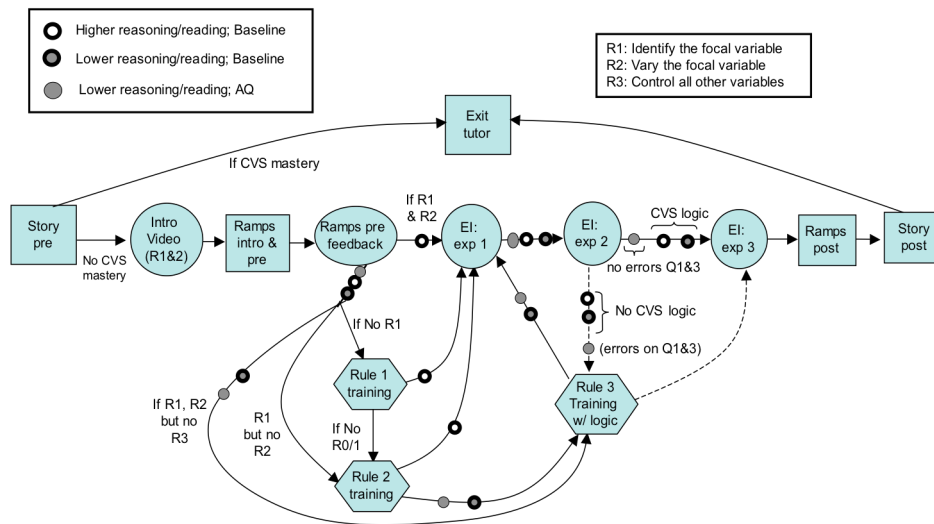 Higher reasoning/reading; Baseline
Lower reasoning/reading; Baseline
Lower reasoning/reading; AQ
R1: Identify the focal variable
R2: Vary the focal variable
R3: Control all other variables
Exit
tutor
If CVS mastery
Story
pre
No CVS
mastery
Intro
Video
(R1&2)
Ramps
intro &
pre
Ramps pre
feedback
If R1
& R2
EI:
exp 1
EI:
exp 2
CVS logic
no errors Q1&3
EI:
exp 3
Ramps
post
Story
post
No CVS logic
(errors on Q1&3)
If No R1
Rule 1
training
Rule 3
Training
w/ logic
If R1, R2
but no
R3
R1
but no
R2
If No
R0/1
Rule 2
training